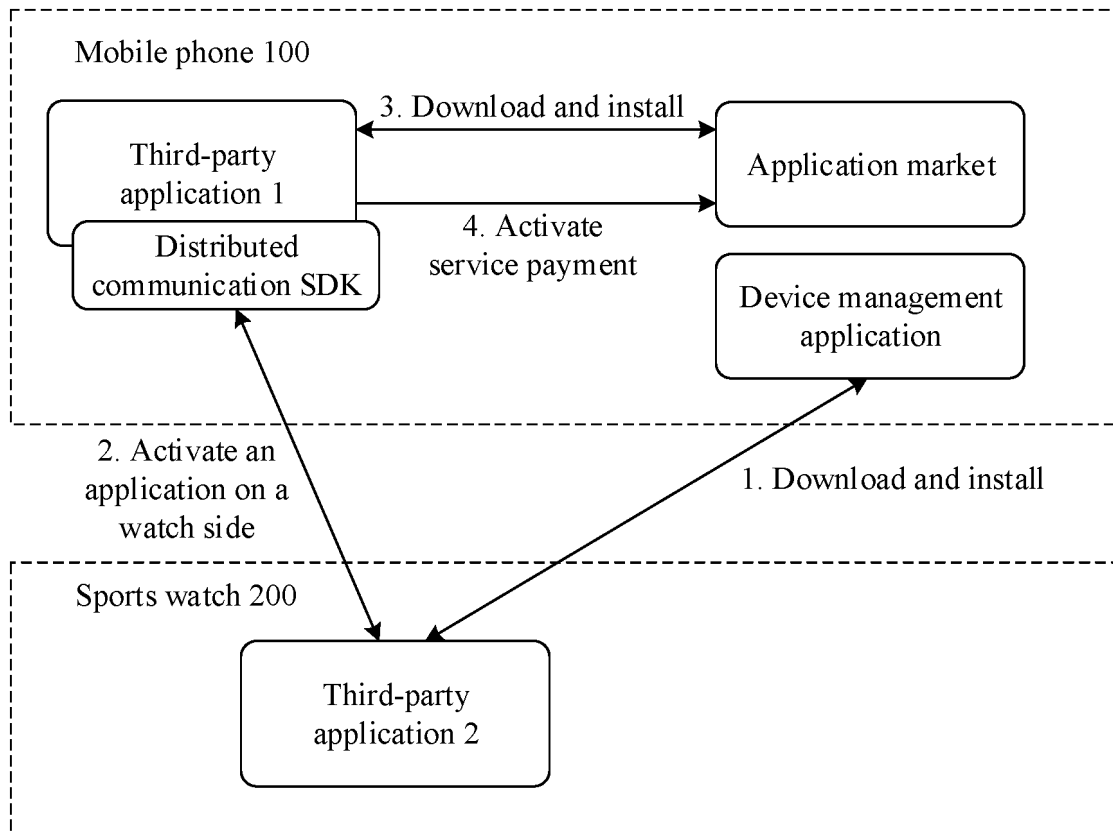 Mobile phone 100
3. Download and install
Third-party
application 1
Application market
4. Activate
service payment
Distributed
communication SDK
Device management
application
2. Activate an
application on a
watch side
1. Download and install
Sports watch 200
Third-party
application 2